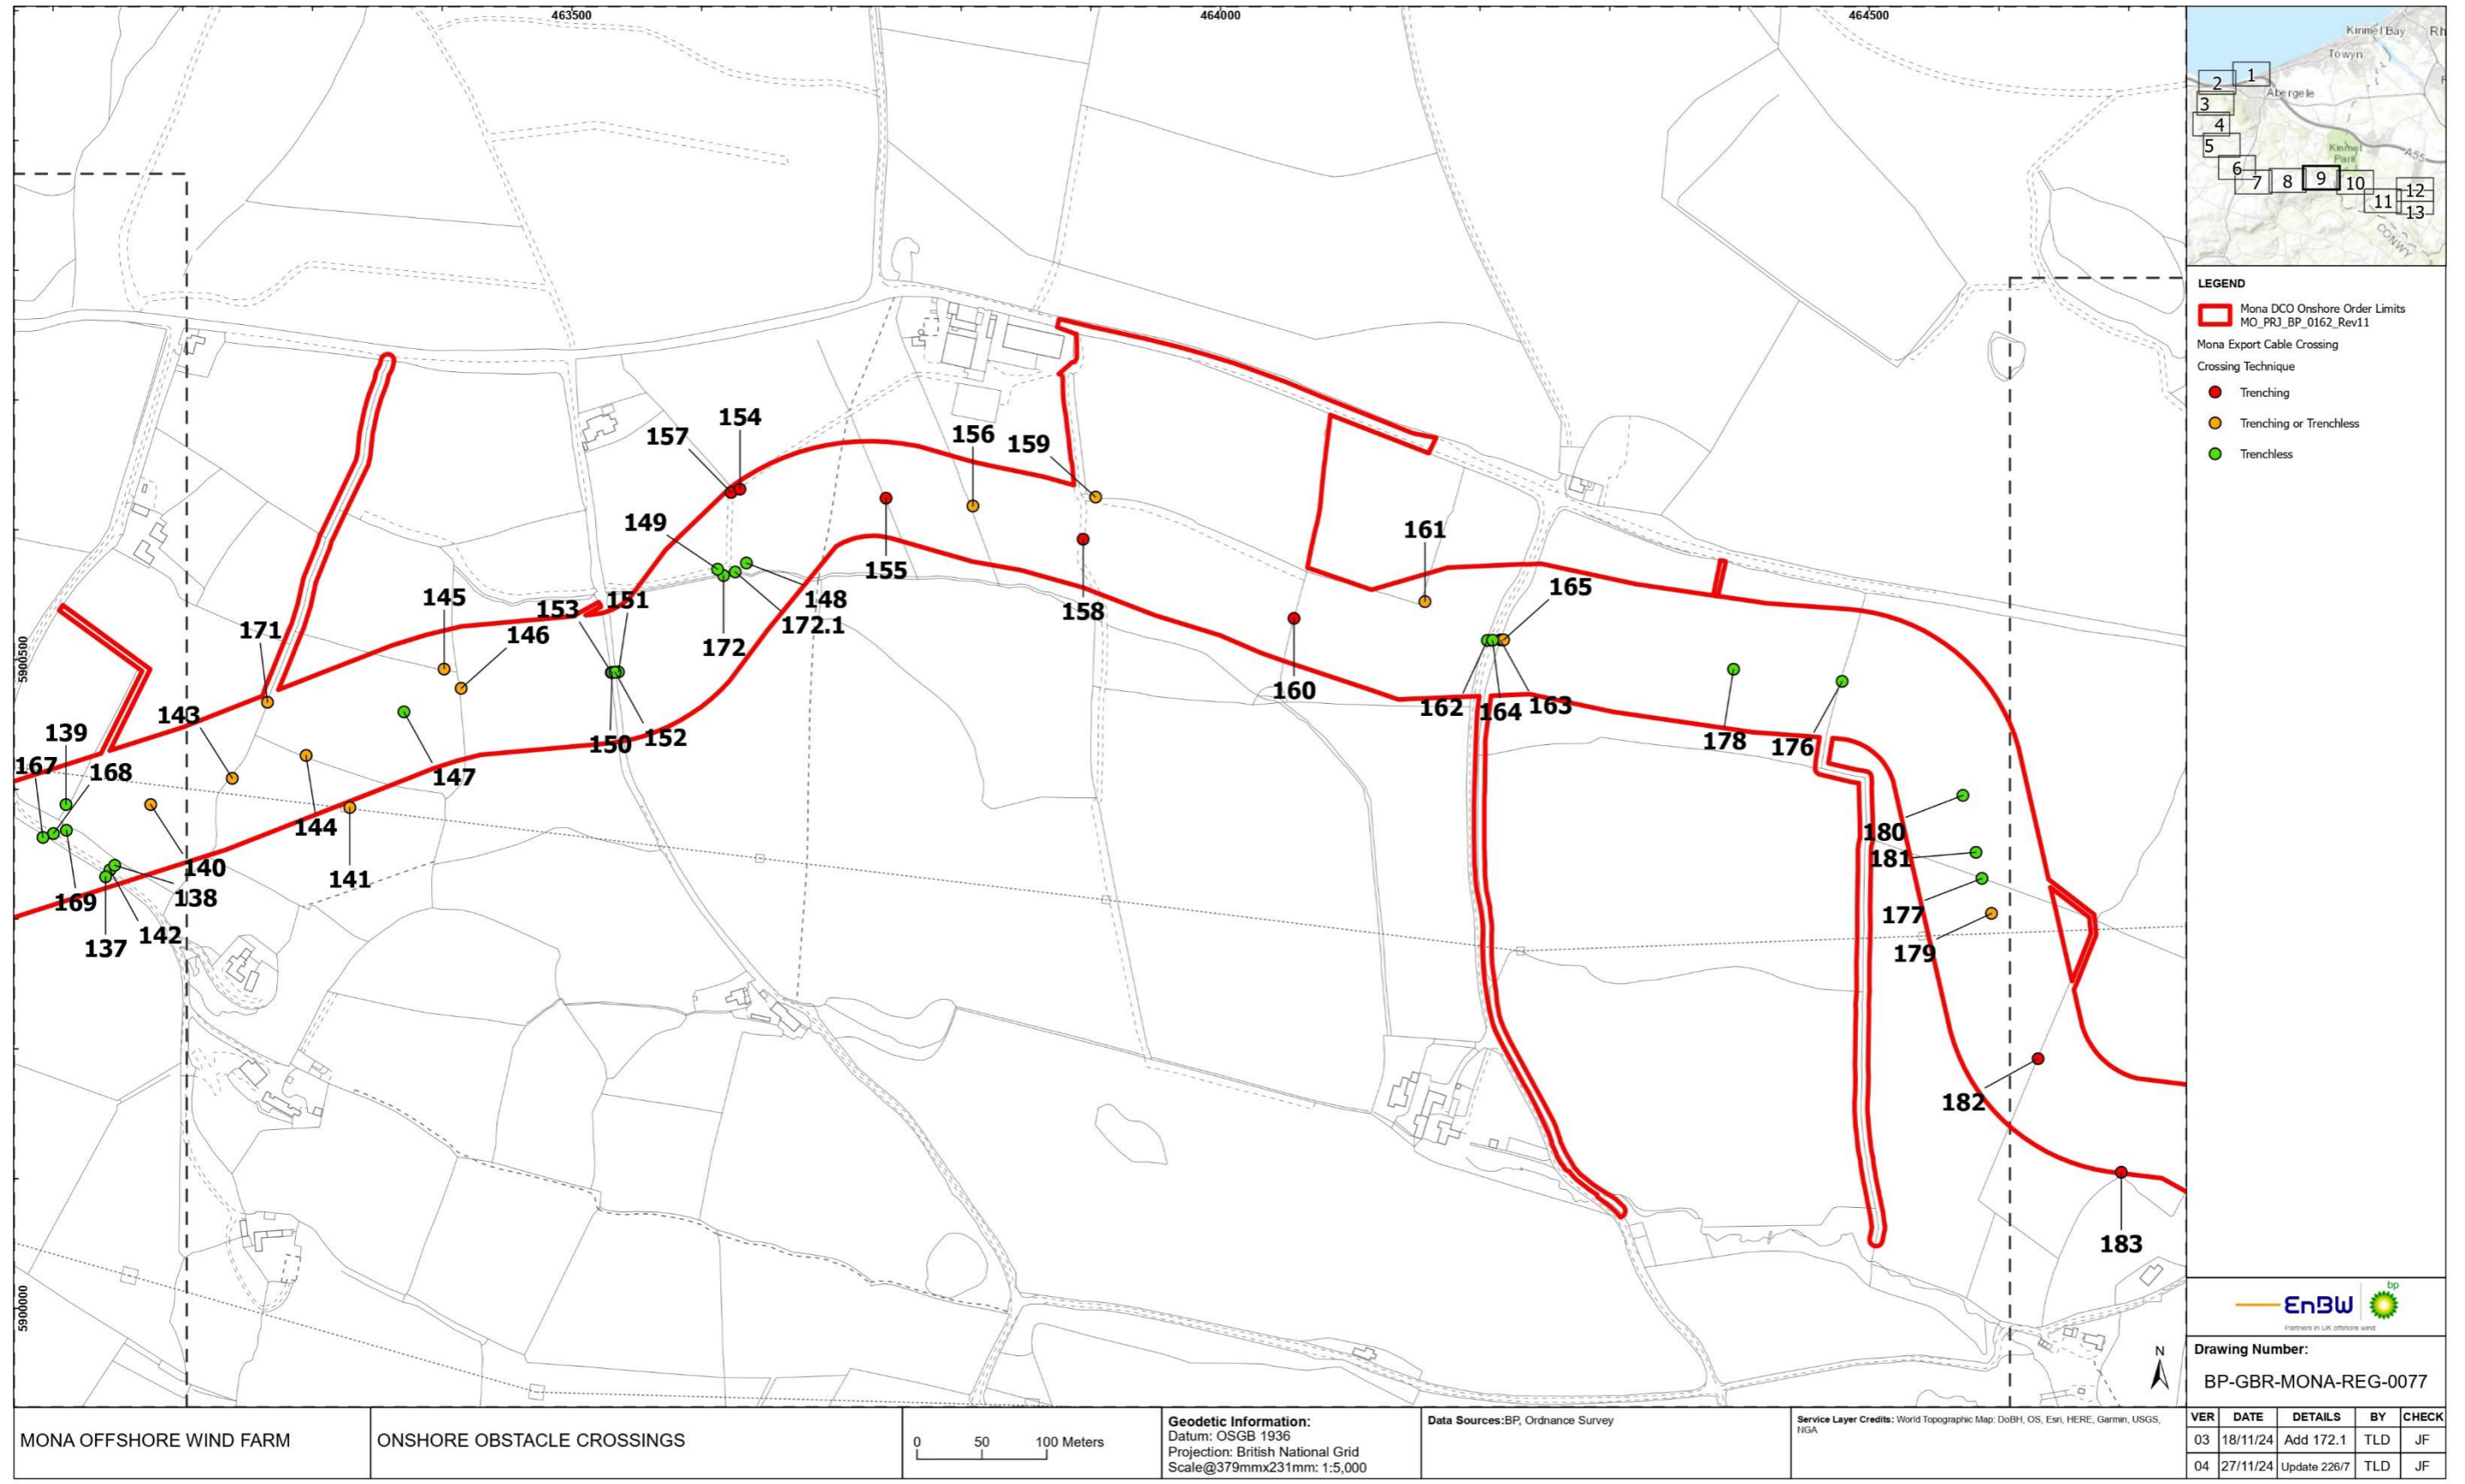 463500
464000
464500
5900500
5900000
154
157
156
159
149
161
155
145
153
151
148
165
171
146
172.1
158
172
160
139
143
162
164
163
150
152
178
176
167
168
147
144
180
181
140
141
138
169
177
142
137
179
182
183
Kinmel Bay
Rh
Towyn
Abergele
Kinmel
Park
A55
CONWY
1
2
3
4
5
6
7
8
9
10
11
12
13
LEGEND
Mona DCO Onshore Order Limits
MO_PRJ_BP_0162_Rev11
Mona Export Cable Crossing
Crossing Technique
Trenching
Trenching or Trenchless
Trenchless
N
EnBW
bp
Partners in UK offshore wind
Drawing Number:
BP-GBR-MONA-REG-0077
VER DATE DETAILS BY CHECK
03 18/11/24 Add 172.1 TLD JF
04 27/11/24 Update 226/7 TLD JF
MONA OFFSHORE WIND FARM
ONSHORE OBSTACLE CROSSINGS
0 50 100 Meters
Geodetic Information:
Datum: OSGB 1936
Projection: British National Grid
Scale@379mmx231mm: 1:5,000
Data Sources:BP, Ordnance Survey
Service Layer Credits: World Topographic Map: DoBH, OS, Esri, HERE, Garmin, USGS,
NGA